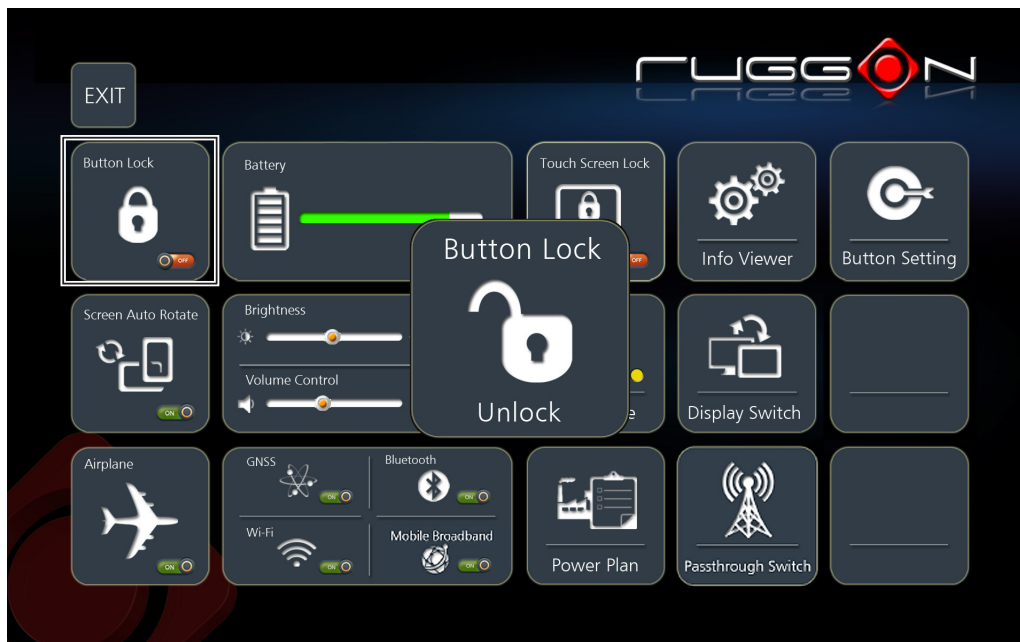 RUGGON
EXIT
Button Lock
OFF
Battery
Touch Screen Lock
OFF
Info Viewer
Button Setting
Button Lock
Unlock
Screen Auto Rotate
ON
Brightness
Volume Control
e
Display Switch
Airplane
ON
GNSS
ON
Bluetooth
ON
Wi-Fi
ON
Mobile Broadband
ON
Power Plan
Passthrough Switch